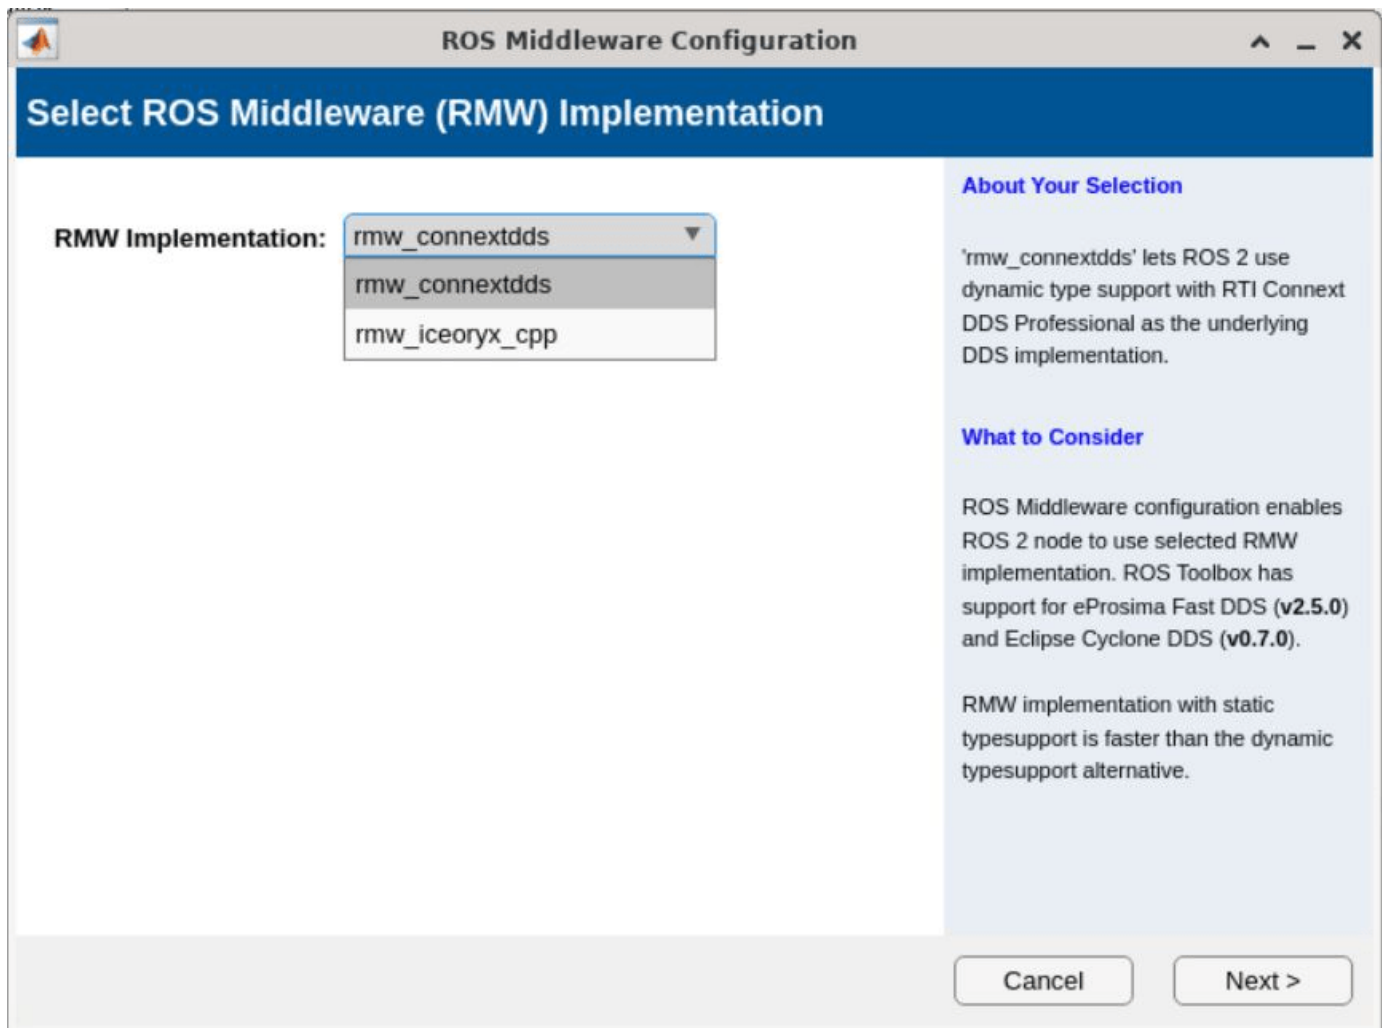 ROS Middleware Configuration
Select ROS Middleware (RMW) Implementation
RMW Implementation:
rmw_connextdds
rmw_connextdds
rmw_iceoryx_cpp
About Your Selection
'rmw_connextdds' lets ROS 2 use
dynamic type support with RTI Connext
DDS Professional as the underlying
DDS implementation.
What to Consider
ROS Middleware configuration enables
ROS 2 node to use selected RMW
implementation. ROS Toolbox has
support for eProsima Fast DDS (v2.5.0)
and Eclipse Cyclone DDS (v0.7.0).
RMW implementation with static
typesupport is faster than the dynamic
typesupport alternative.
Cancel
Next >